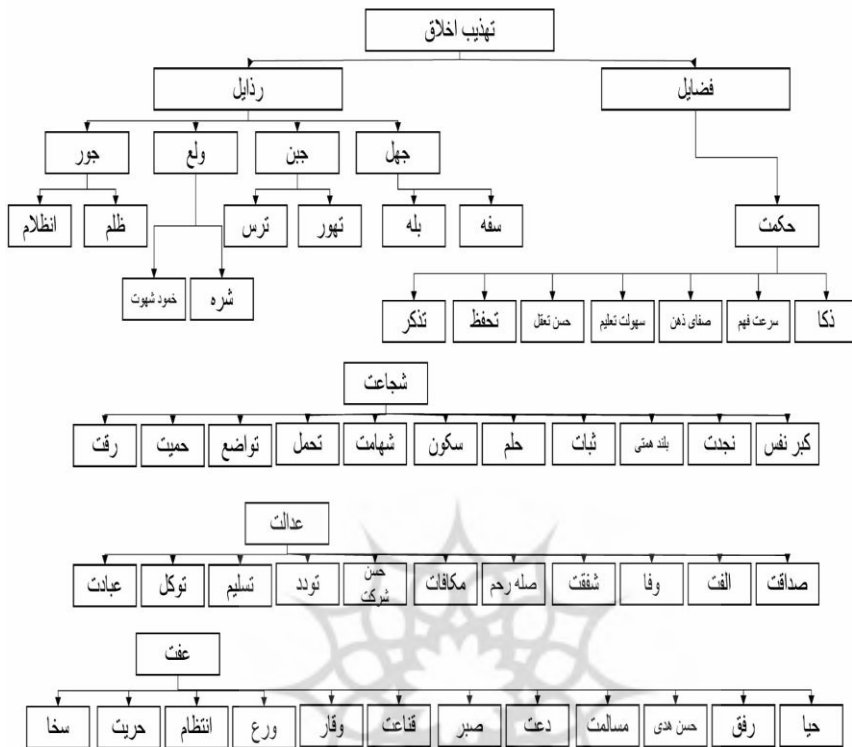 تهذیب اخلاق
فضایل
رذایل
جهل
جبن
ولع
جور
سفه
بله
تهور
ترس
ظلم
انظلام
شره
خمود شهوت
حکمت
ذکا
سرعت فهم
صفای ذهن
سهولت تعلیم
حسن تعقل
تحفظ
تذکر
شجاعت
کبر نفس
نجدت
بلند همتی
ثبات
حلم
سکون
شهامت
تحمل
تواضع
حمیت
رقت
عدالت
صداقت
الفت
وفا
شفقت
صله رحم
مکافات
حسن
شرکت
تودد
تسلیم
توکل
عبادت
عفت
حیا
رفق
حسن هدی
مسالمت
دعت
صبر
قناعت
وقار
ورع
انتظام
حریت
سخا